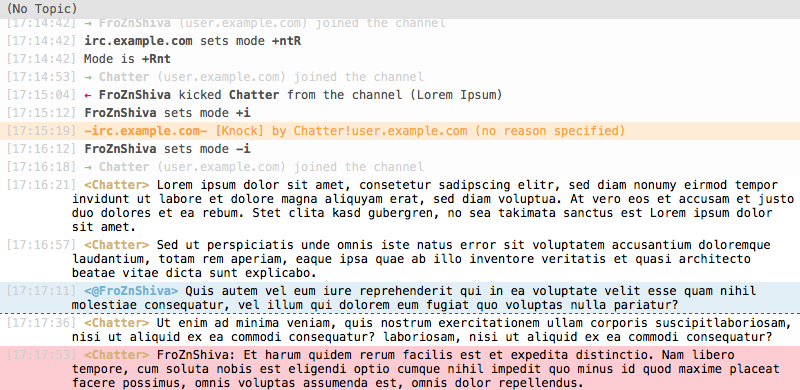 (No Topic)
[17:14:42] → FroZnShiva (user.example.com) joined the channel
[17:14:42] irc.example.com sets mode +ntR
[17:14:42] Mode is +Rnt
[17:14:53] → Chatter (user.example.com) joined the channel
[17:15:04] ← FroZnShiva kicked Chatter from the channel (Lorem Ipsum)
[17:15:12] FroZnShiva sets mode +i
[17:15:19] -irc.example.com- [Knock] by Chatter!user.example.com (no reason specified)
[17:16:12] FroZnShiva sets mode -i
[17:16:18] → Chatter (user.example.com) joined the channel
[17:16:21] <Chatter> Lorem ipsum dolor sit amet, consetetur sadipscing elitr, sed diam nonumy eirmod tempor
invidunt ut labore et dolore magna aliquyam erat, sed diam voluptua. At vero eos et accusam et justo
duo dolores et ea rebum. Stet clita kasd gubergren, no sea takimata sanctus est Lorem ipsum dolor
sit amet.
[17:16:57] <Chatter> Sed ut perspiciatis unde omnis iste natus error sit voluptatem accusantium doloremque
laudantium, totam rem aperiam, eaque ipsa quae ab illo inventore veritatis et quasi architecto
beatae vitae dicta sunt explicabo.
[17:17:11] <@FroZnShiva> Quis autem vel eum iure reprehenderit qui in ea voluptate velit esse quam nihil
molestiae consequatur, vel illum qui dolorem eum fugiat quo voluptas nulla pariatur?
[17:17:36] <Chatter> Ut enim ad minima veniam, quis nostrum exercitationem ullam corporis suscipitlaboriosam,
nisi ut aliquid ex ea commodi consequatur? laboriosam, nisi ut aliquid ex ea commodi consequatur?
[17:17:53] <Chatter> FroZnShiva: Et harum quidem rerum facilis est et expedita distinctio. Nam libero
tempore, cum soluta nobis est eligendi optio cumque nihil impedit quo minus id quod maxime placeat
facere possimus, omnis voluptas assumenda est, omnis dolor repellendus.